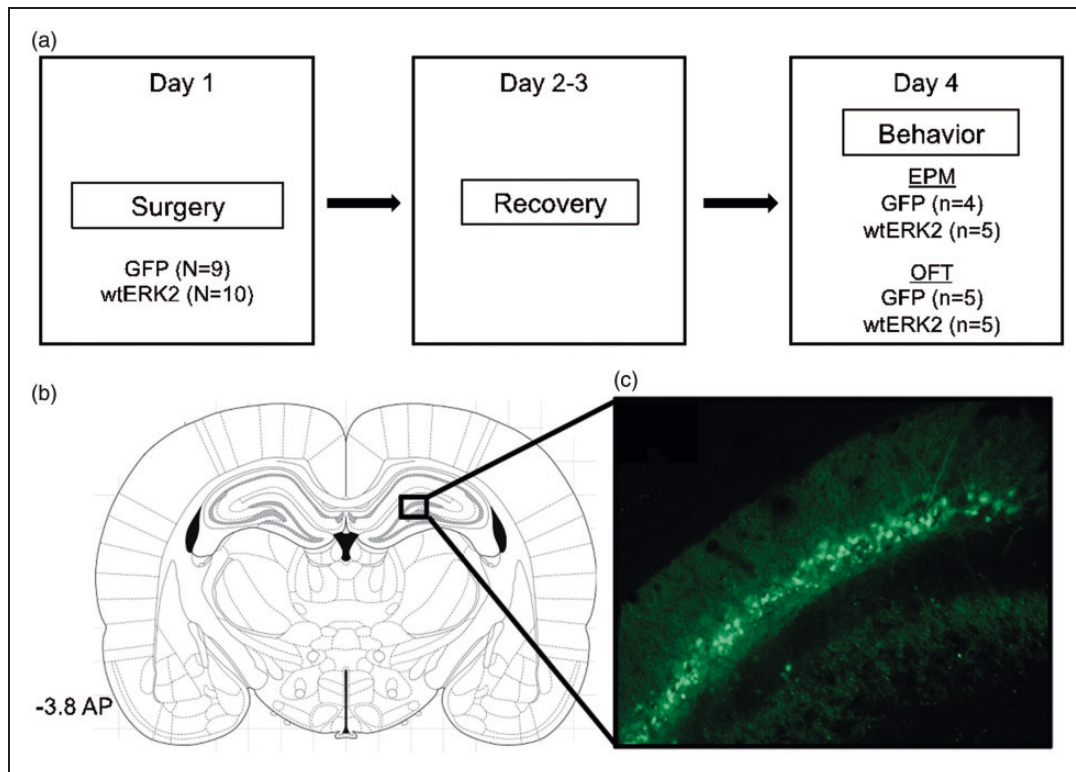 (a)
Day 1
Surgery
GFP (N=9)
wtERK2 (N=10)
Day 2-3
Recovery
Day 4
Behavior
EPM
GFP (n=4)
wtERK2 (n=5)
OFT
GFP (n=5)
wtERK2 (n=5)
(b)
-3.8 AP
(c)